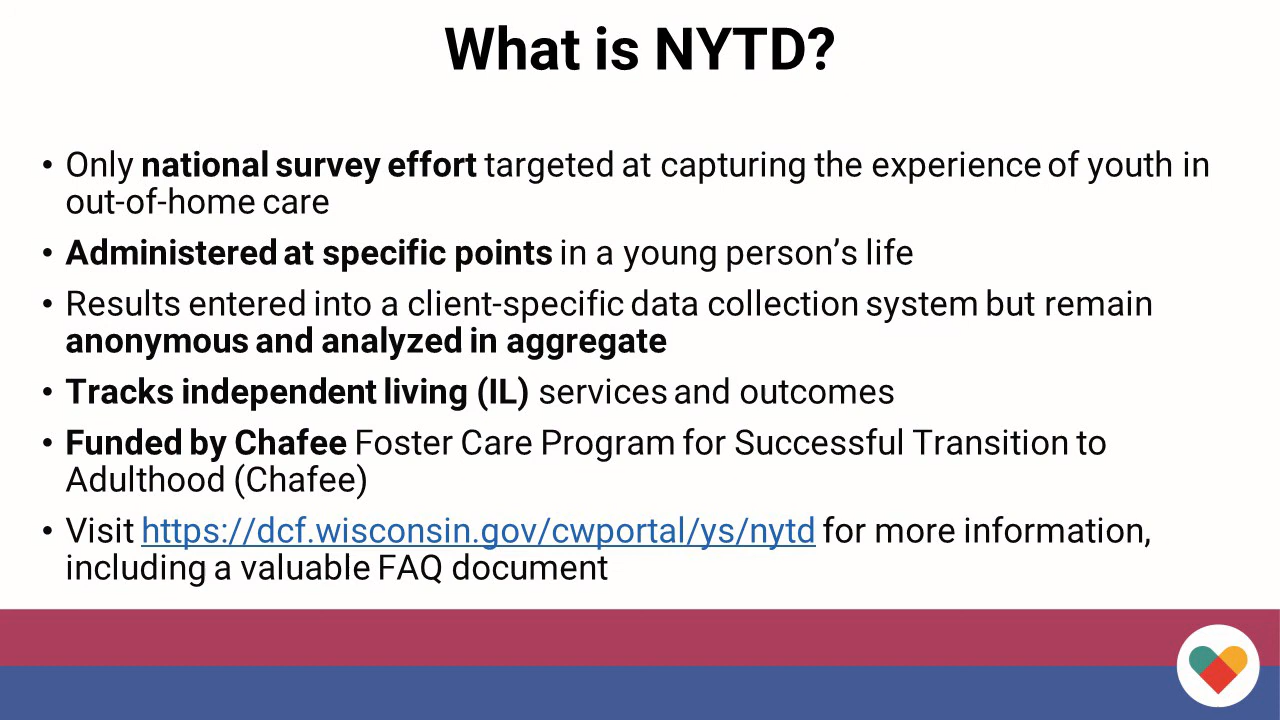 What is NYTD?
• Only national survey effort targeted at capturing the experience of youth in
out-of-home care
• Administered at specific points in a young person’s life
• Results entered into a client-specific data collection system but remain
anonymous and analyzed in aggregate
• Tracks independent living (IL) services and outcomes
• Funded by Chafee Foster Care Program for Successful Transition to
Adulthood (Chafee)
• Visit https://dcf.wisconsin.gov/cwportal/ys/nytd for more information,
including a valuable FAQ document